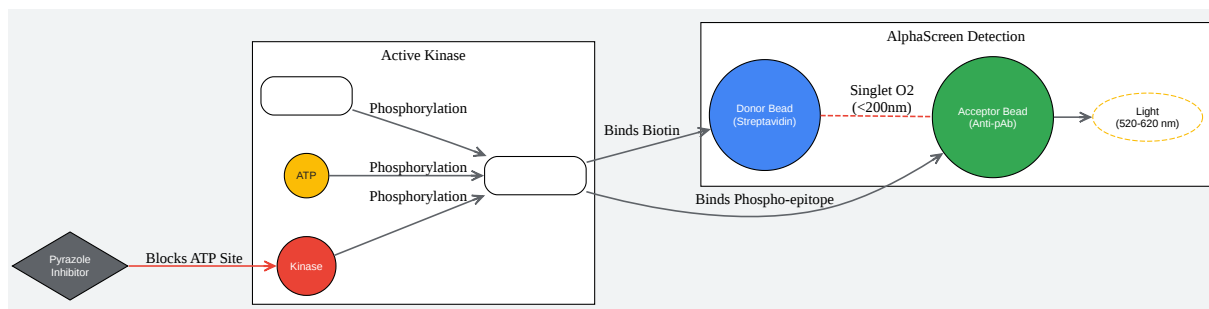 Active Kinase
AlphaScreen Detection
Phosphorylation
Phosphorylation
Phosphorylation
ATP
Kinase
Pyrazole
Inhibitor
Blocks ATP Site
Binds Biotin
Binds Phospho-epitope
Donor Bead
(Streptavidin)
Singlet O2
(<200nm)
Acceptor Bead
(Anti-pAb)
Light
(520-620 nm)